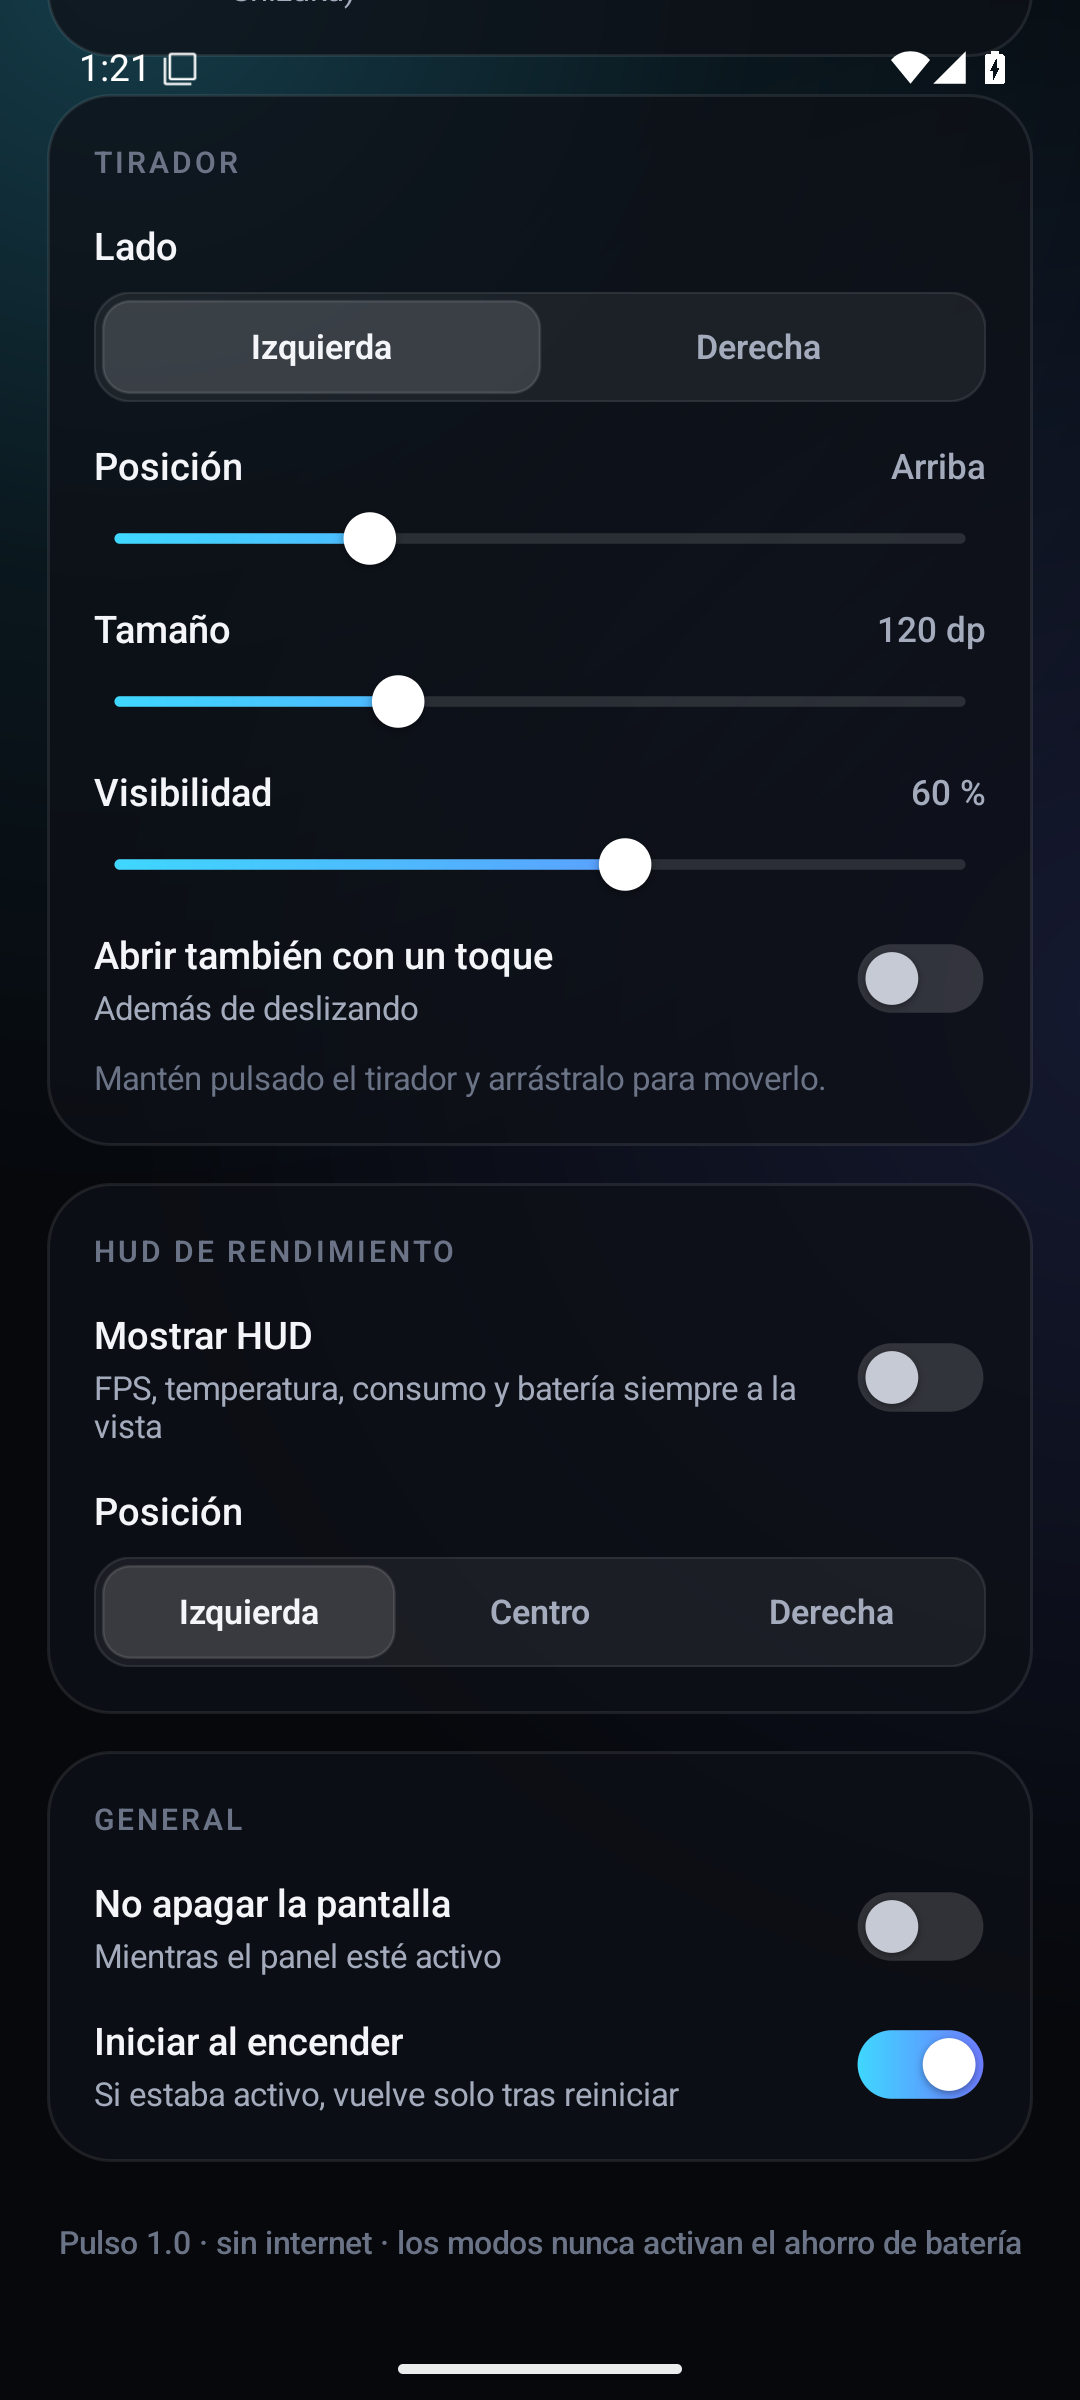 1:21
TIRADOR
Lado
Izquierda Derecha
Posición Arriba
Tamaño 120 dp
Visibilidad 60 %
Abrir también con un toque
Además de deslizando
Mantén pulsado el tirador y arrástralo para moverlo.
HUD DE RENDIMIENTO
Mostrar HUD
FPS, temperatura, consumo y batería siempre a la
vista
Posición
Izquierda Centro Derecha
GENERAL
No apagar la pantalla
Mientras el panel esté activo
Iniciar al encender
Si estaba activo, vuelve solo tras reiniciar
Pulso 1.0 · sin internet · los modos nunca activan el ahorro de batería